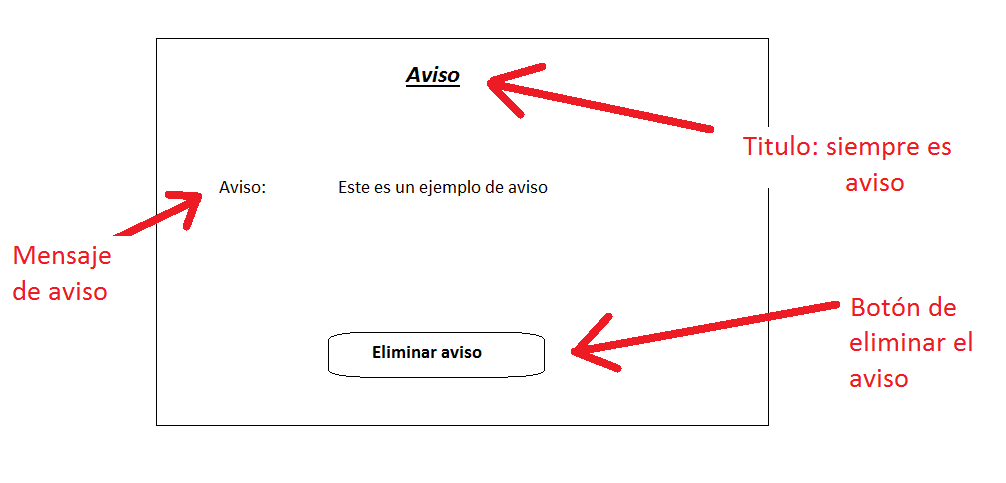 Aviso
Titulo: siempre es
aviso
Aviso: Este es un ejemplo de aviso
Mensaje
de aviso
Botón de
eliminar el
aviso
Eliminar aviso